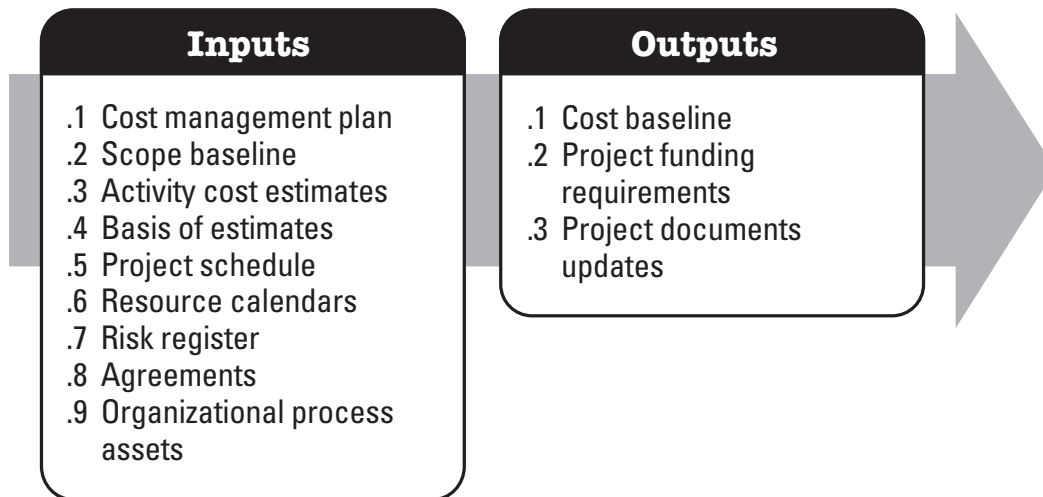 Inputs
.1 Cost management plan
.2 Scope baseline
.3 Activity cost estimates
.4 Basis of estimates
.5 Project schedule
.6 Resource calendars
.7 Risk register
.8 Agreements
.9 Organizational process
assets
Outputs
.1 Cost baseline
.2 Project funding
requirements
.3 Project documents
updates